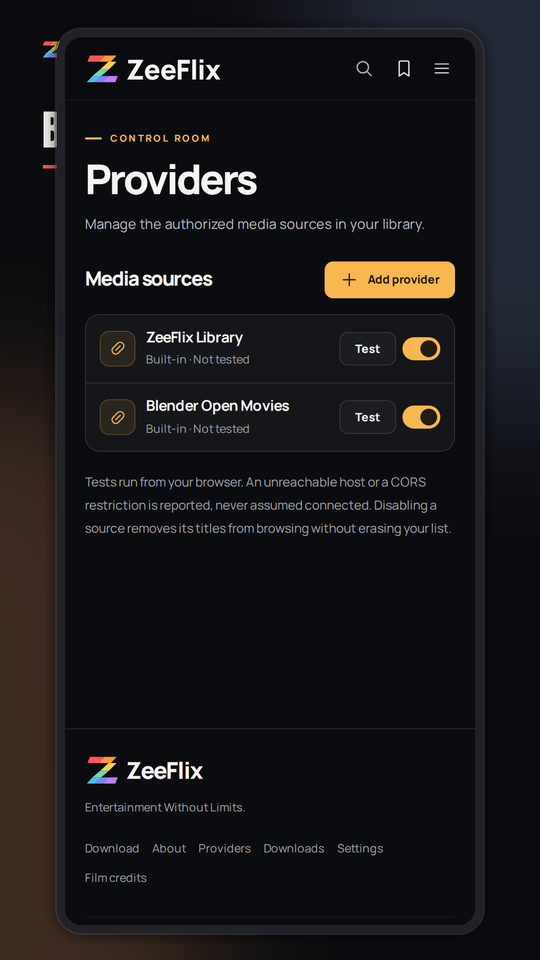 ZeeFlix
CONTROL ROOM
Providers
Manage the authorized media sources in your library.
Media sources
Add provider
ZeeFlix Library
Built-in · Not tested
Test
Blender Open Movies
Built-in · Not tested
Test
Tests run from your browser. An unreachable host or a CORS
restriction is reported, never assumed connected. Disabling a
source removes its titles from browsing without erasing your list.
ZeeFlix
Entertainment Without Limits.
Download About Providers Downloads Settings
Film credits